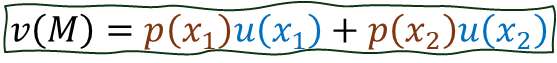 v(M) = p(x₁)u(x₁) + p(x₂)u(x₂)